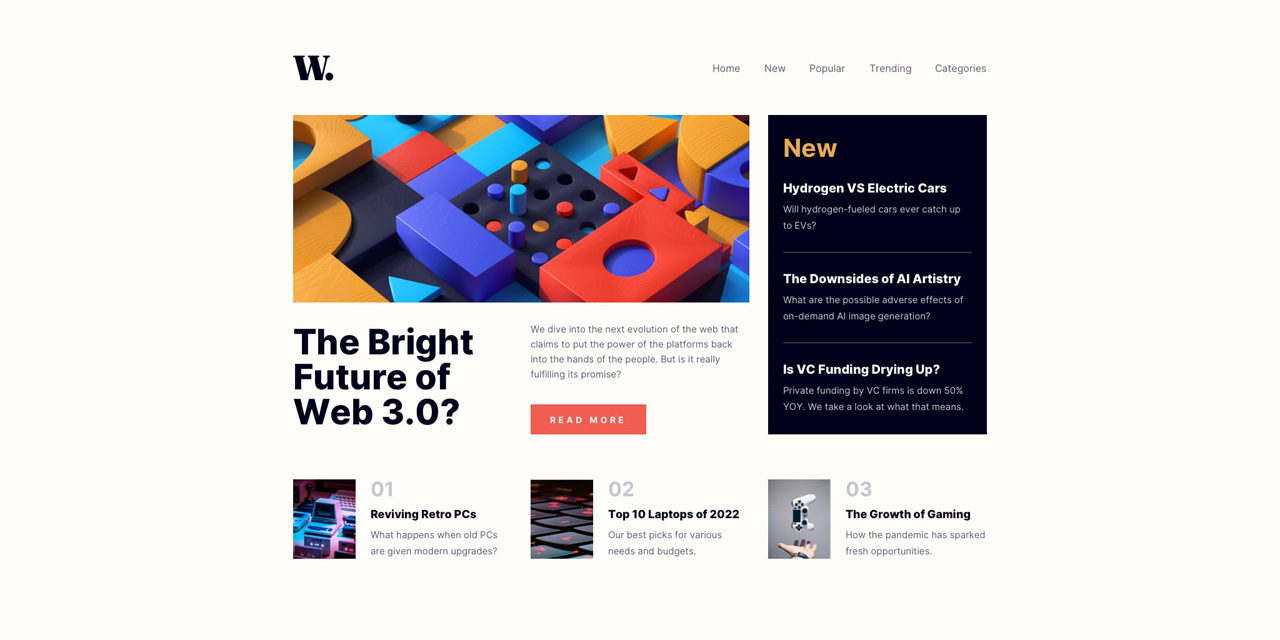 W.
Home New Popular Trending Categories
The Bright
Future of
Web 3.0?
We dive into the next evolution of the web that
claims to put the power of the platforms back
into the hands of the people. But is it really
fulfilling its promise?
READ MORE
New
Hydrogen VS Electric Cars
Will hydrogen-fueled cars ever catch up
to EVs?
The Downsides of AI Artistry
What are the possible adverse effects of
on-demand AI image generation?
Is VC Funding Drying Up?
Private funding by VC firms is down 50%
YOY. We take a look at what that means.
01
Reviving Retro PCs
What happens when old PCs
are given modern upgrades?
02
Top 10 Laptops of 2022
Our best picks for various
needs and budgets.
03
The Growth of Gaming
How the pandemic has sparked
fresh opportunities.